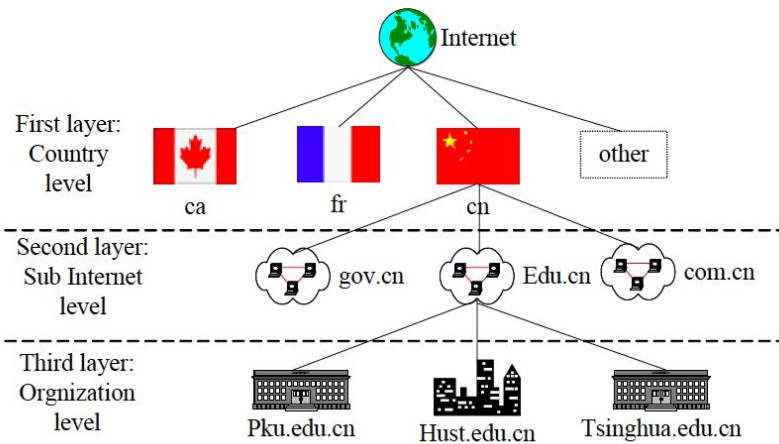 Internet
First layer:
Country
level
other
ca
fr
cn
Second layer:
Sub Internet
level
gov.cn
Edu.cn
com.cn
Third layer:
Orgnization
level
Pku.edu.cn
Hust.edu.cn
Tsinghua.edu.cn